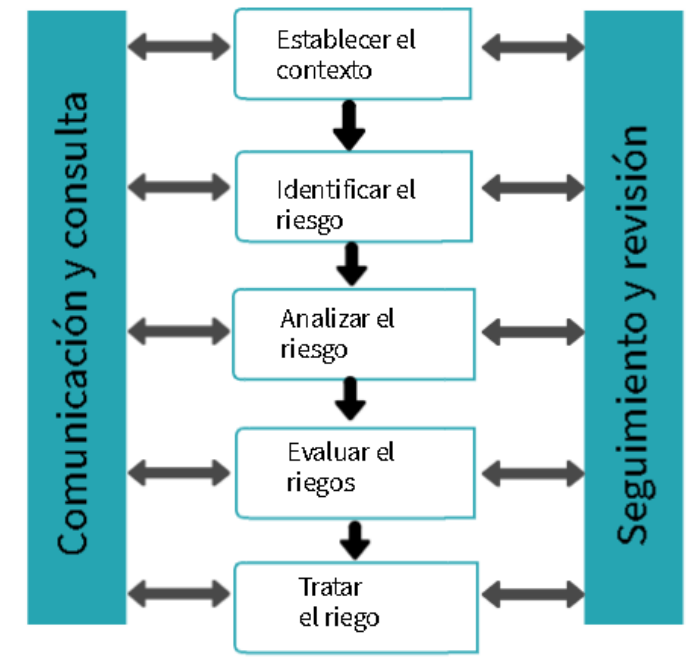 Comunicación y consulta
Establecer el
contexto
Identificar el
riesgo
Analizar el
riesgo
Evaluar el
riegos
Tratar
el riego
Seguimiento y revisión